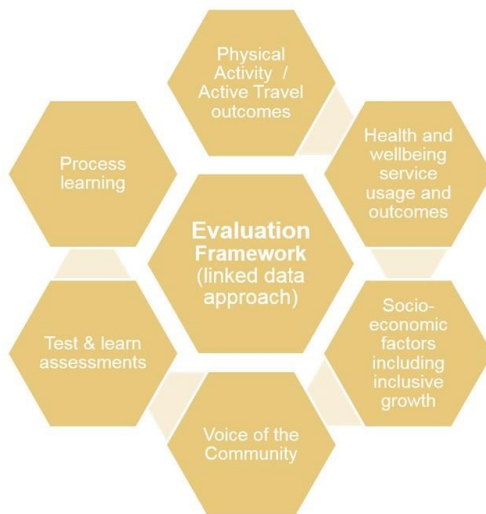 Physical
Activity /
Active Travel
outcomes
Health and
wellbeing
service
usage and
outcomes
Process
learning
Evaluation
Framework
(linked data
approach)
Socio-
economic
factors
including
inclusive
growth
Test & learn
assessments
Voice of the
Community